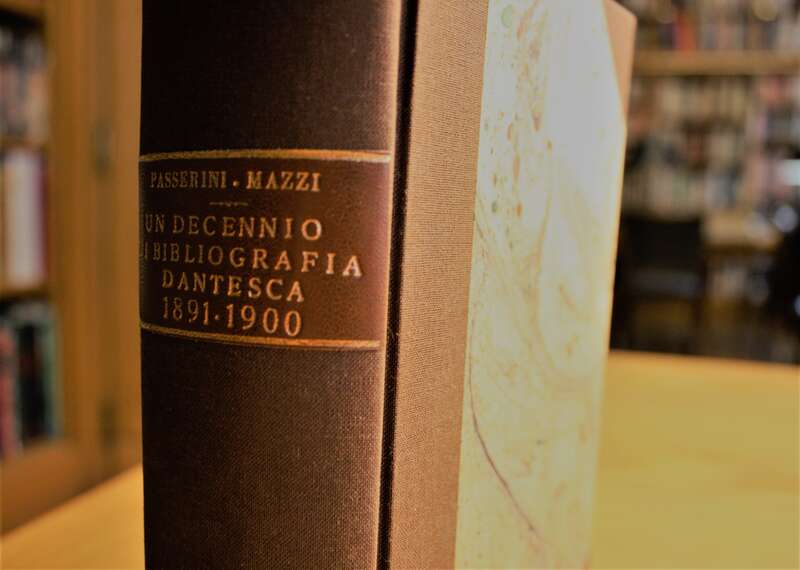 PASSERINI · MAZZI
UN DECENNIO
DI BIBLIOGRAFIA
DANTESCA
1891-1900